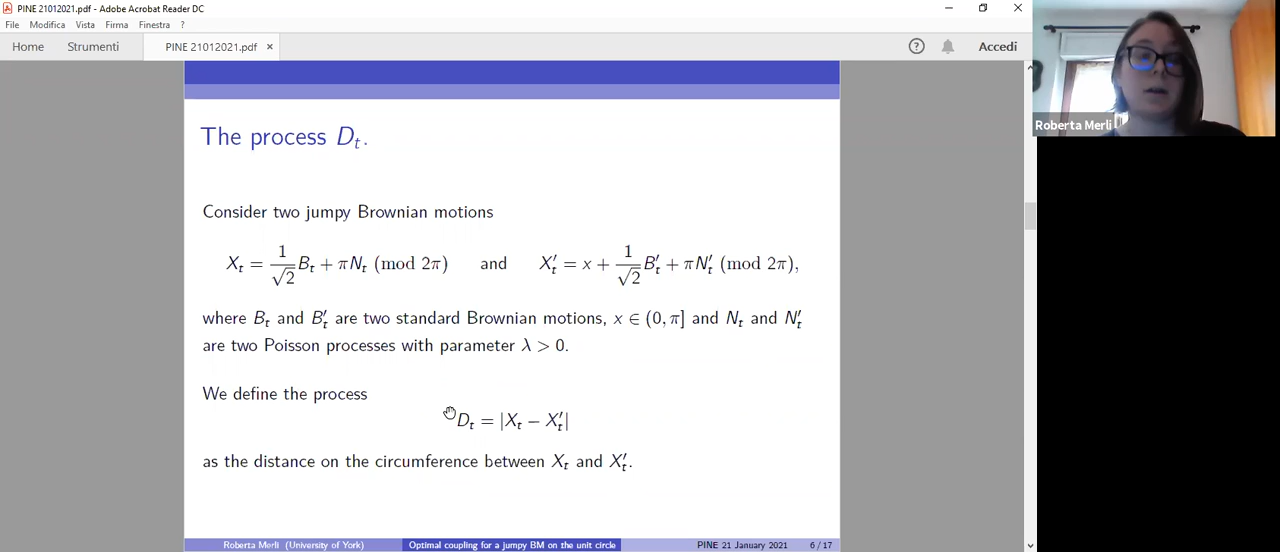 PINE 21012021.pdf - Adobe Acrobat Reader DC
File Modifica Vista Firma Finestra ?
Home Strumenti PINE 21012021.pdf × ? Accedi
The process Dₜ.
Consider two jumpy Brownian motions
Xₜ = 1/√2 Bₜ + πNₜ (mod 2π) and X′ₜ = x + 1/√2 B′ₜ + πN′ₜ (mod 2π),
where Bₜ and B′ₜ are two standard Brownian motions, x ∈ (0, π] and Nₜ and N′ₜ
are two Poisson processes with parameter λ > 0.
We define the process
Dₜ = |Xₜ − X′ₜ|
as the distance on the circumference between Xₜ and X′ₜ.
Roberta Merli (University of York) Optimal coupling for a jumpy BM on the unit circle PINE 21 January 2021 6 / 17
Roberta Merli